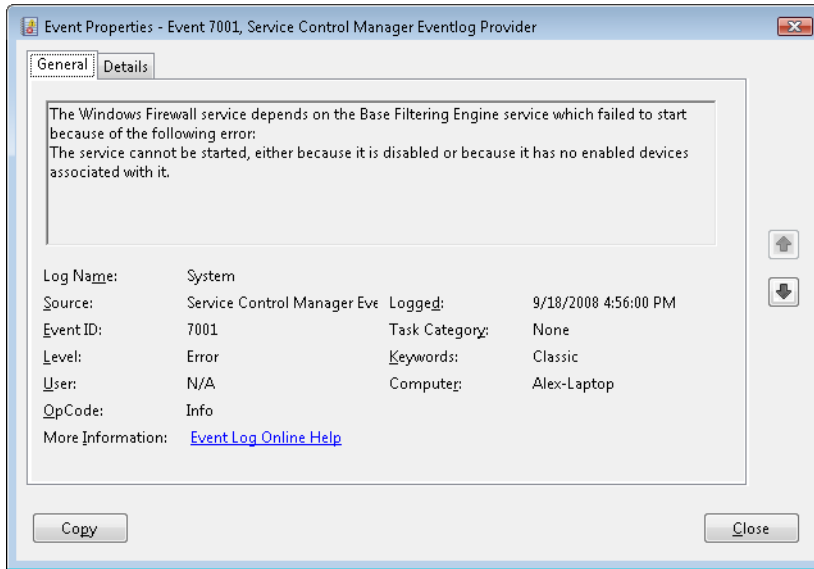 Event Properties - Event 7001, Service Control Manager Eventlog Provider
General Details
The Windows Firewall service depends on the Base Filtering Engine service which failed to start
because of the following error:
The service cannot be started, either because it is disabled or because it has no enabled devices
associated with it.
Log Name: System
Source: Service Control Manager Eve Logged: 9/18/2008 4:56:00 PM
Event ID: 7001 Task Category: None
Level: Error Keywords: Classic
User: N/A Computer: Alex-Laptop
OpCode: Info
More Information: Event Log Online Help
Copy Close